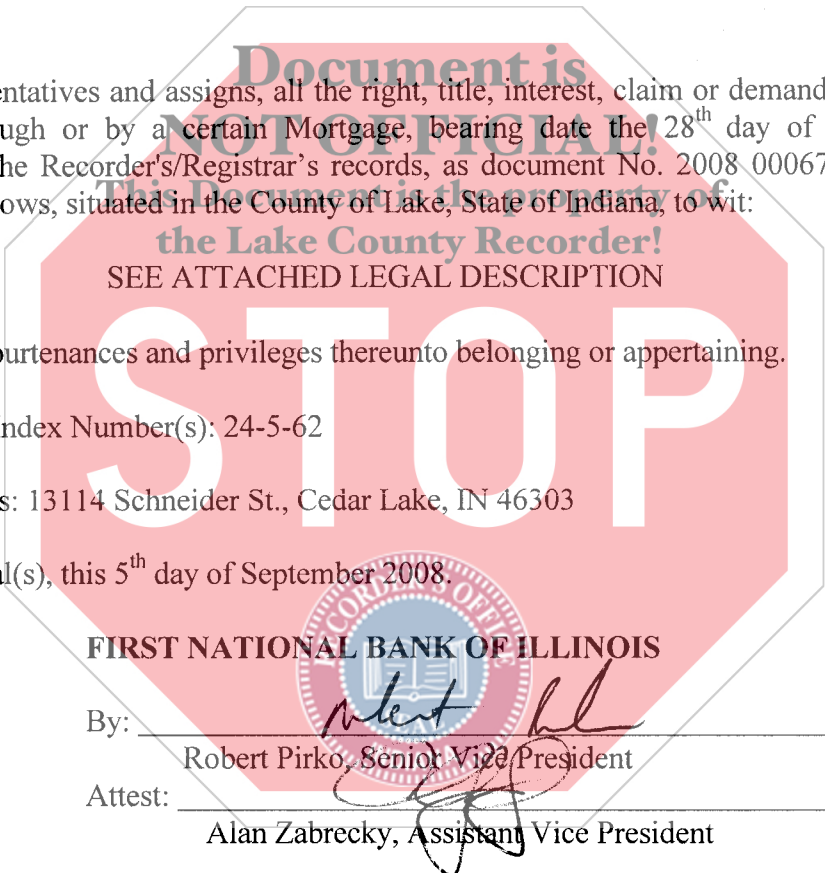 Document is
entatives and assigns, all the right, title, interest, claim or demand
NOT OFFICIAL!
ugh or by a certain Mortgage, bearing date the 28th day of
he Recorder's/Registrar's records, as document No. 2008 00067
This Document is the property of
ows, situated in the County of Lake, State of Indiana, to wit:
the Lake County Recorder!
SEE ATTACHED LEGAL DESCRIPTION
STOP
ourtenances and privileges thereunto belonging or appertaining.
Index Number(s): 24-5-62
s: 13114 Schneider St., Cedar Lake, IN 46303
al(s), this 5th day of September 2008.
RECORDER'S OFFICE
FIRST NATIONAL BANK OF ILLINOIS
By:
Robert Pirko, Senior Vice President
Attest:
Alan Zabrecky, Assistant Vice President